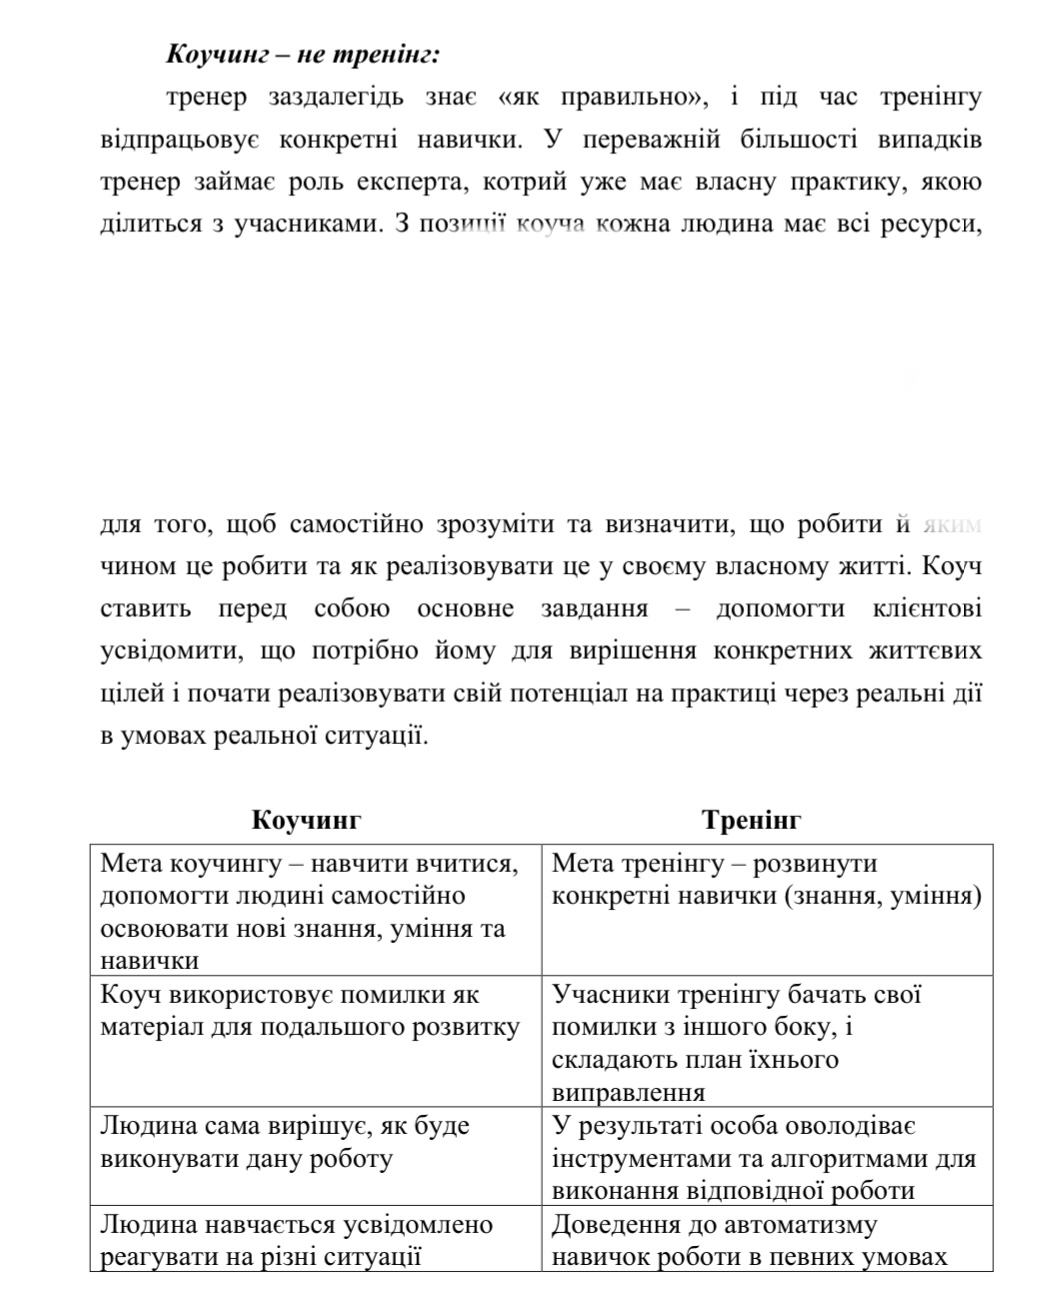 Коучинг – не тренінг:
тренер заздалегідь знає «як правильно», і під час тренінгу
відпрацьовує конкретні навички. У переважній більшості випадків
тренер займає роль експерта, котрий уже має власну практику, якою
ділиться з учасниками. З позиції коуча кожна людина має всі ресурси,
для того, щоб самостійно зрозуміти та визначити, що робити й яким
чином це робити та як реалізовувати це у своєму власному житті. Коуч
ставить перед собою основне завдання – допомогти клієнтові
усвідомити, що потрібно йому для вирішення конкретних життєвих
цілей і почати реалізовувати свій потенціал на практиці через реальні дії
в умовах реальної ситуації.
Коучинг
Тренінг
Мета коучингу – навчити вчитися,
допомогти людині самостійно
освоювати нові знання, уміння та
навички
Мета тренінгу – розвинути
конкретні навички (знання, уміння)
Коуч використовує помилки як
матеріал для подальшого розвитку
Учасники тренінгу бачать свої
помилки з іншого боку, і
складають план їхнього
виправлення
Людина сама вирішує, як буде
виконувати дану роботу
У результаті особа оволодіває
інструментами та алгоритмами для
виконання відповідної роботи
Людина навчається усвідомлено
реагувати на різні ситуації
Доведення до автоматизму
навичок роботи в певних умовах